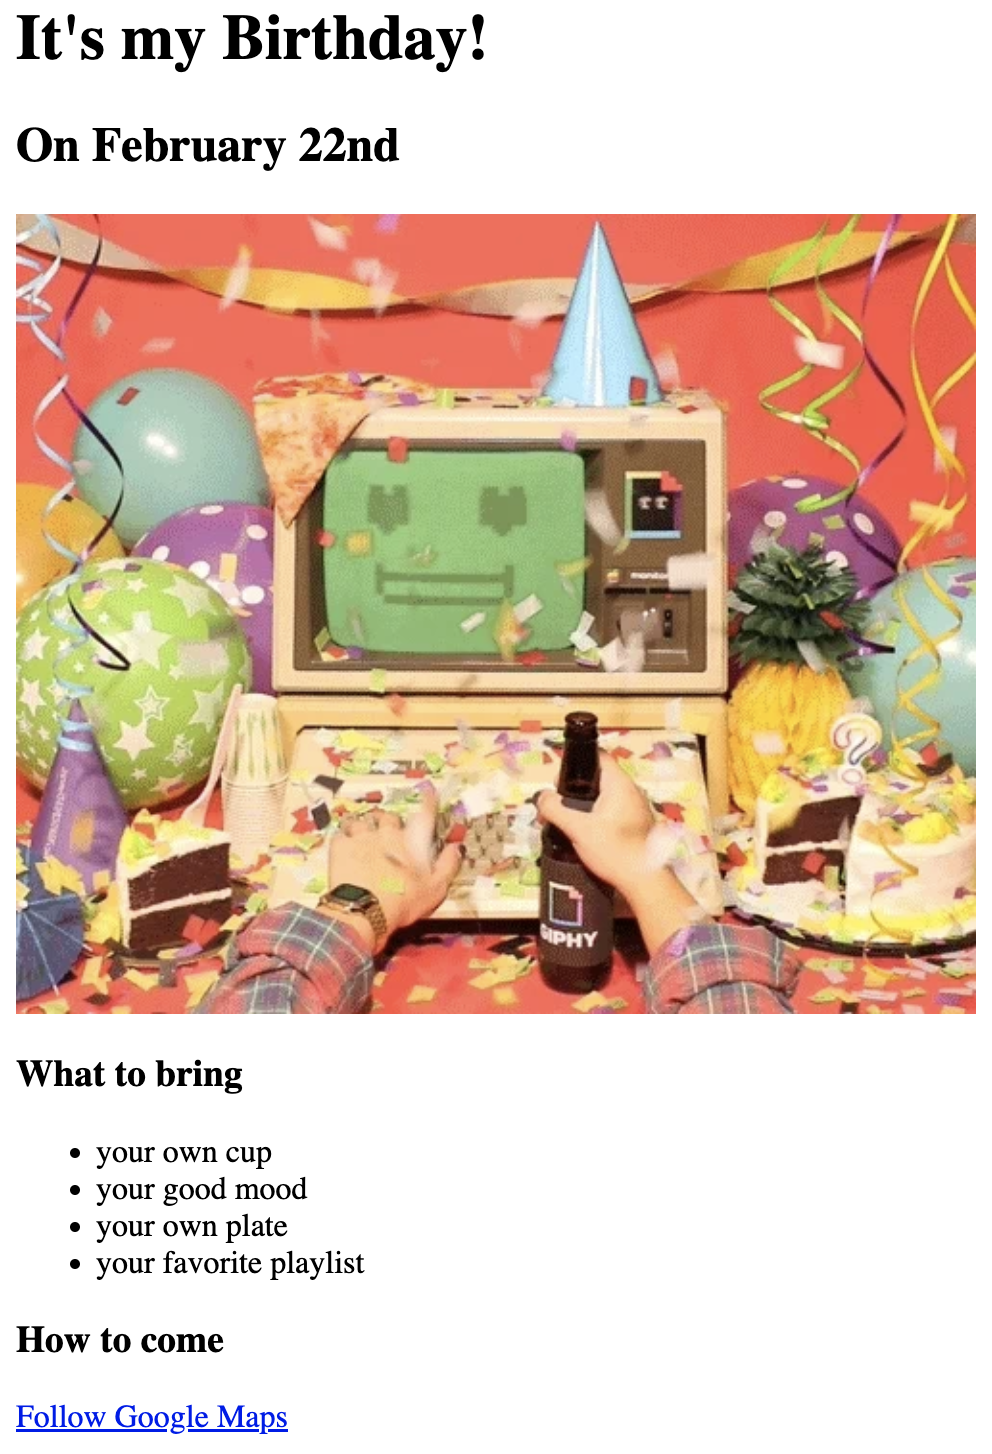 It's my Birthday!
On February 22nd
GIPHY
What to bring
your own cup
your good mood
your own plate
your favorite playlist
How to come
Follow Google Maps